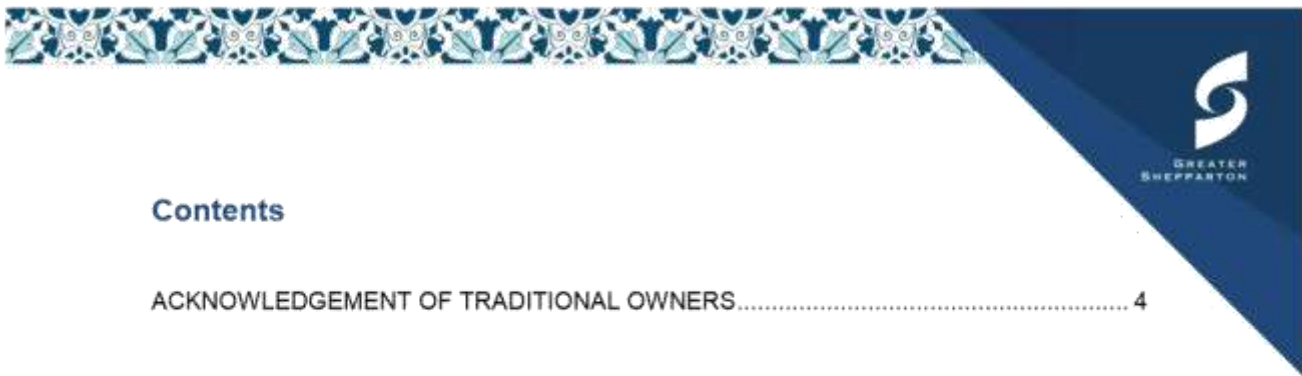 GREATER
SHEPPARTON
Contents
ACKNOWLEDGEMENT OF TRADITIONAL OWNERS.......................................................... 4